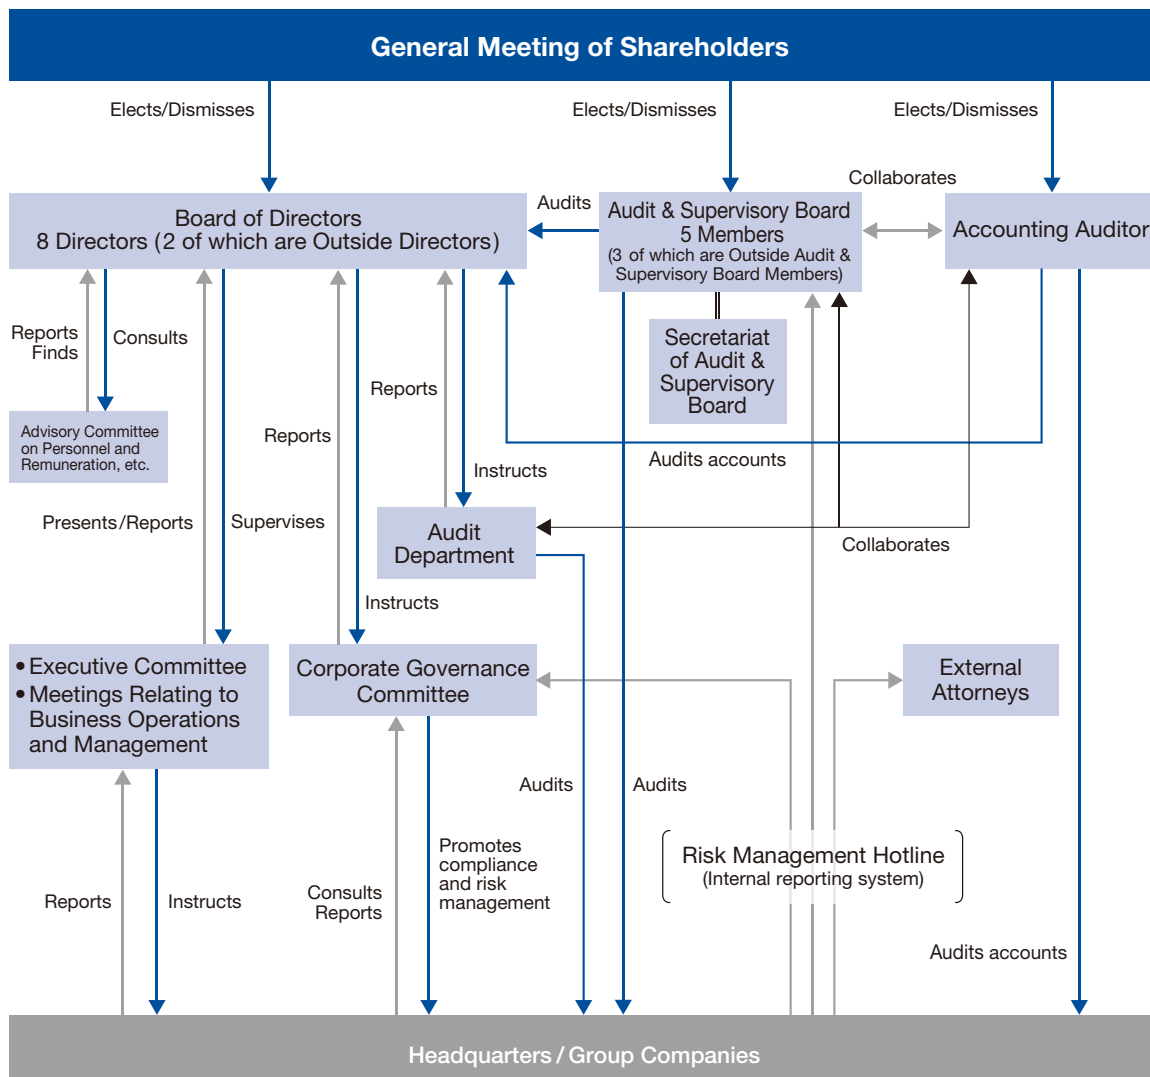 General Meeting of Shareholders
Elects/Dismisses
Elects/Dismisses
Elects/Dismisses
Collaborates
Audits
Board of Directors
8 Directors (2 of which are Outside Directors)
Audit & Supervisory Board
5 Members
(3 of which are Outside Audit &
Supervisory Board Members)
Accounting Auditor
Reports
Finds
Consults
Secretariat
of Audit &
Supervisory
Board
Reports
Advisory Committee
on Personnel and
Remuneration, etc.
Reports
Instructs
Audits accounts
Presents/Reports
Supervises
Audit
Department
Collaborates
Instructs
• Executive Committee
• Meetings Relating to
Business Operations
and Management
Corporate Governance
Committee
External
Attorneys
Audits
Audits
Promotes
compliance
and risk
management
Risk Management Hotline
(Internal reporting system)
Reports
Instructs
Consults
Reports
Audits accounts
Headquarters / Group Companies